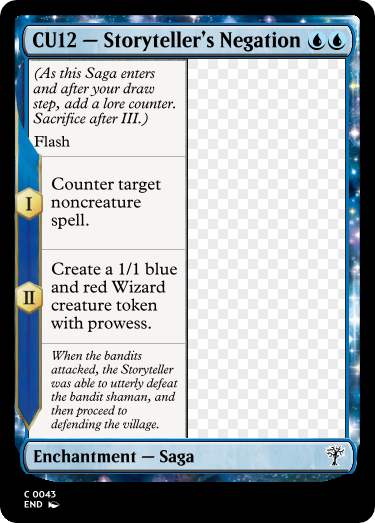 CU12 — Storyteller's Negation
(As this Saga enters
and after your draw
step, add a lore counter.
Sacrifice after III.)
Flash
I
Counter target
noncreature
spell.
II
Create a 1/1 blue
and red Wizard
creature token
with prowess.
When the bandits
attacked, the Storyteller
was able to utterly defeat
the bandit shaman, and
then proceed to
defending the village.
Enchantment — Saga
C 0043
END